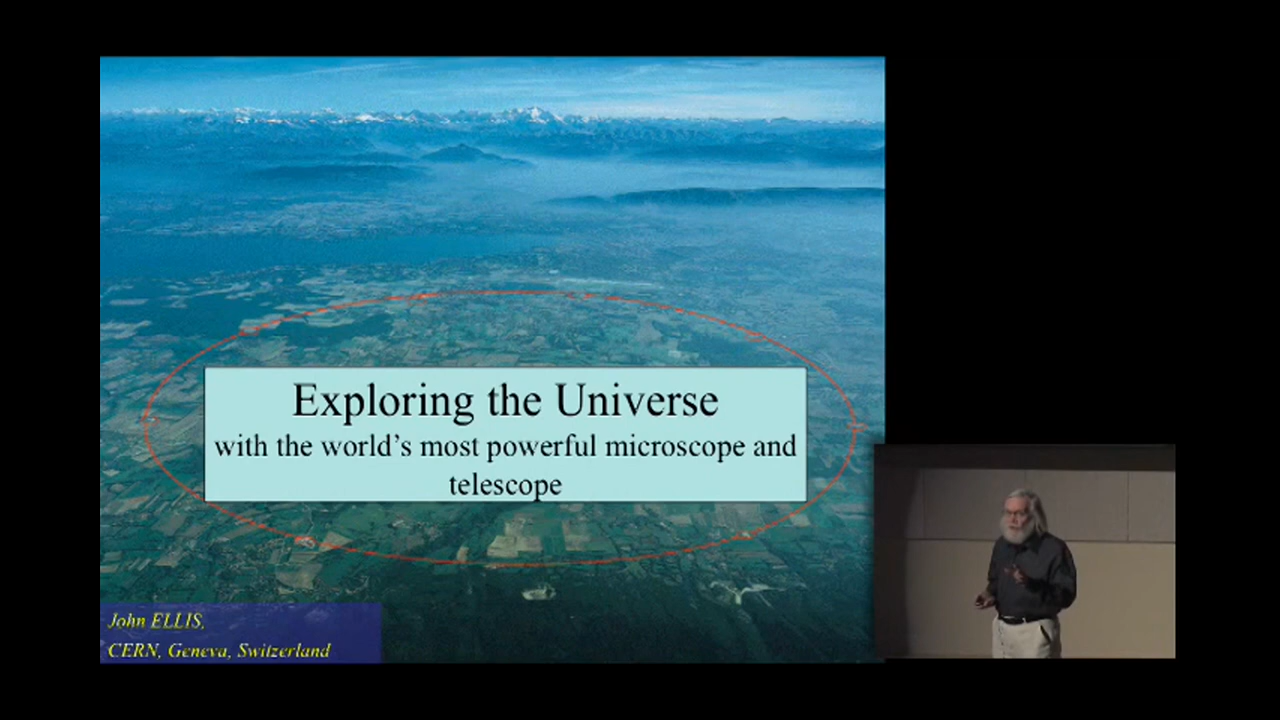 Exploring the Universe
with the world's most powerful microscope and
telescope
John ELLIS,
CERN, Geneva, Switzerland